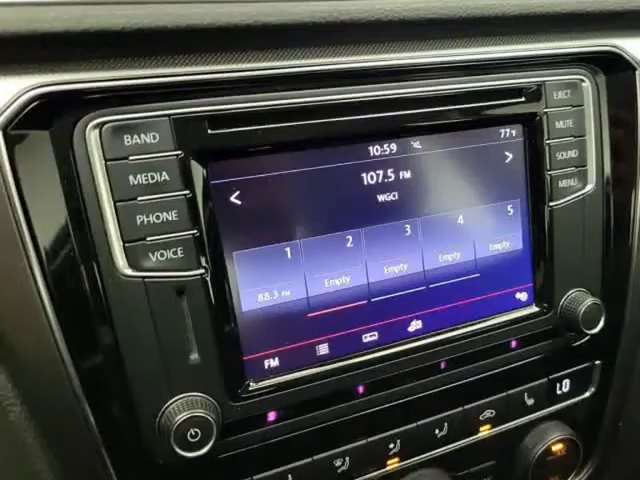 BAND
MEDIA
PHONE
VOICE
EJECT
MUTE
SOUND
MENU
10:59
77°F
107.5 FM
WGCI
1 2 3 4 5
88.3 FM Empty Empty Empty Empty
FM
LO